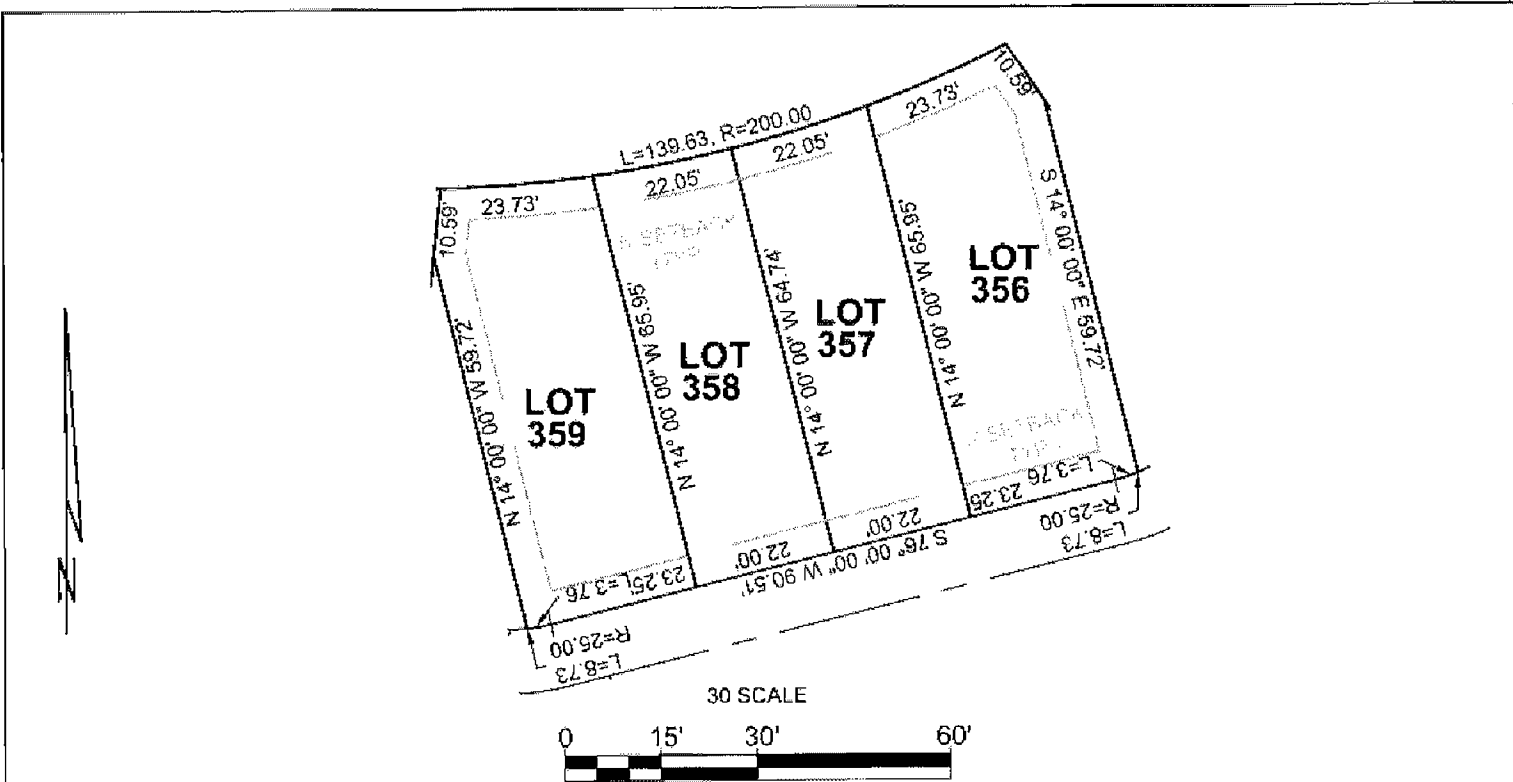 L=139.63, R=200.00
10.59'
23.73'
22.05'
22.05'
23.73'
10.59'
SETBACK
TYP
N 14° 00' 00" W 59.72'
LOT
359
N 14° 00' 00" W 65.95'
LOT
358
N 14° 00' 00" W 64.74'
LOT
357
N 14° 00' 00" W 65.95'
LOT
356
S 14° 00' 00" E 59.72'
SETBACK
TYP
L=3.76
23.25'
22.00'
22.00'
23.25
L=3.76
S 76° 00' 00" W 90.51'
R=25.00
L=8.73
R=25.00
L=8.73
N
30 SCALE
0 15' 30' 60'